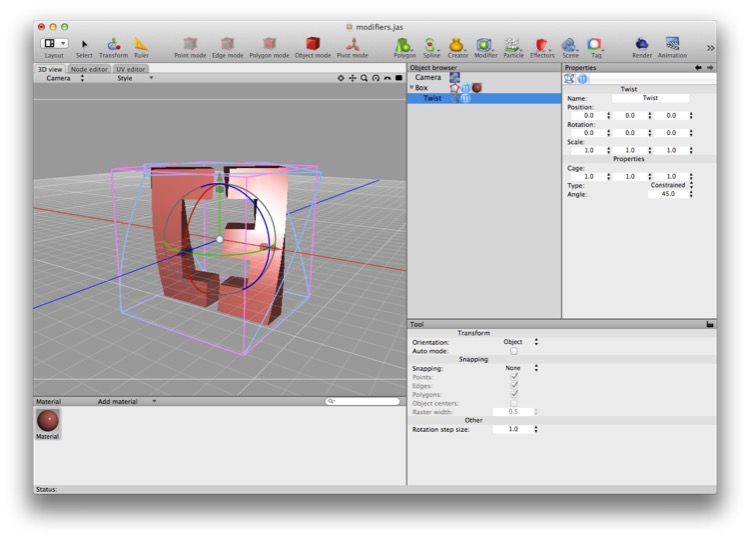 modifiers.jas
Layout Select Transform Ruler Point mode Edge mode Polygon mode Object mode Pivot mode Polygon Spline Creator Modifier Particle Effectors Scene Tag Render Animation
3D view Node editor UV editor
Camera Style
Object browser
Camera
Box
Twist
Properties
Twist
Name: Twist
Position:
0.0 0.0 0.0
Rotation:
0.0 0.0 0.0
Scale:
1.0 1.0 1.0
Properties
Cage:
1.0 1.0 1.0
Type: Constrained
Angle: 45.0
Tool
Transform
Orientation: Object
Auto mode:
Snapping
Snapping: None
Points:
Edges:
Polygons:
Object centers:
Raster width: 0.5
Other
Rotation step size: 1.0
Material Add material
Material
Status: